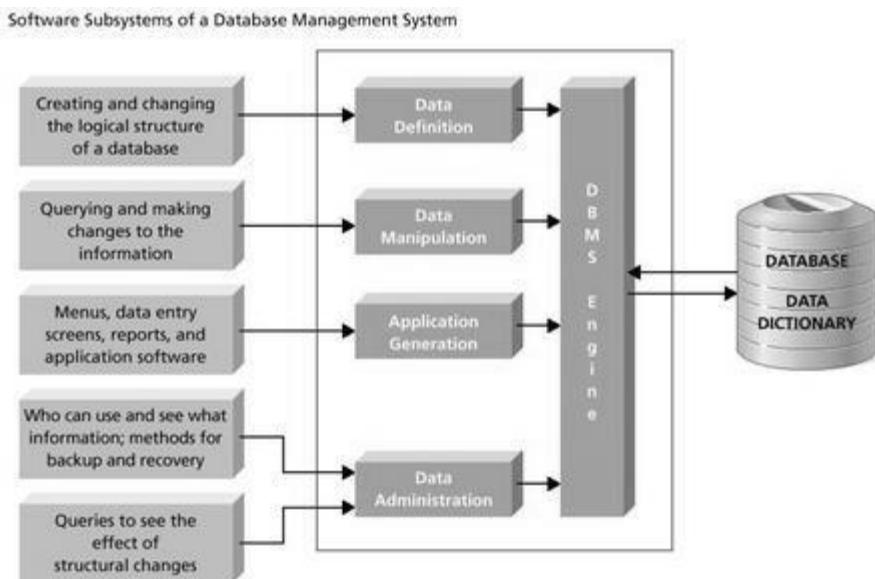 Software Subsystems of a Database Management System
Creating and changing
the logical structure
of a database
Data
Definition
Querying and making
changes to the
information
Data
Manipulation
Menus, data entry
screens, reports, and
application software
Application
Generation
Who can use and see what
information; methods for
backup and recovery
Queries to see the
effect of
structural changes
Data
Administration
DBMS Engine
DATABASE
DATA
DICTIONARY